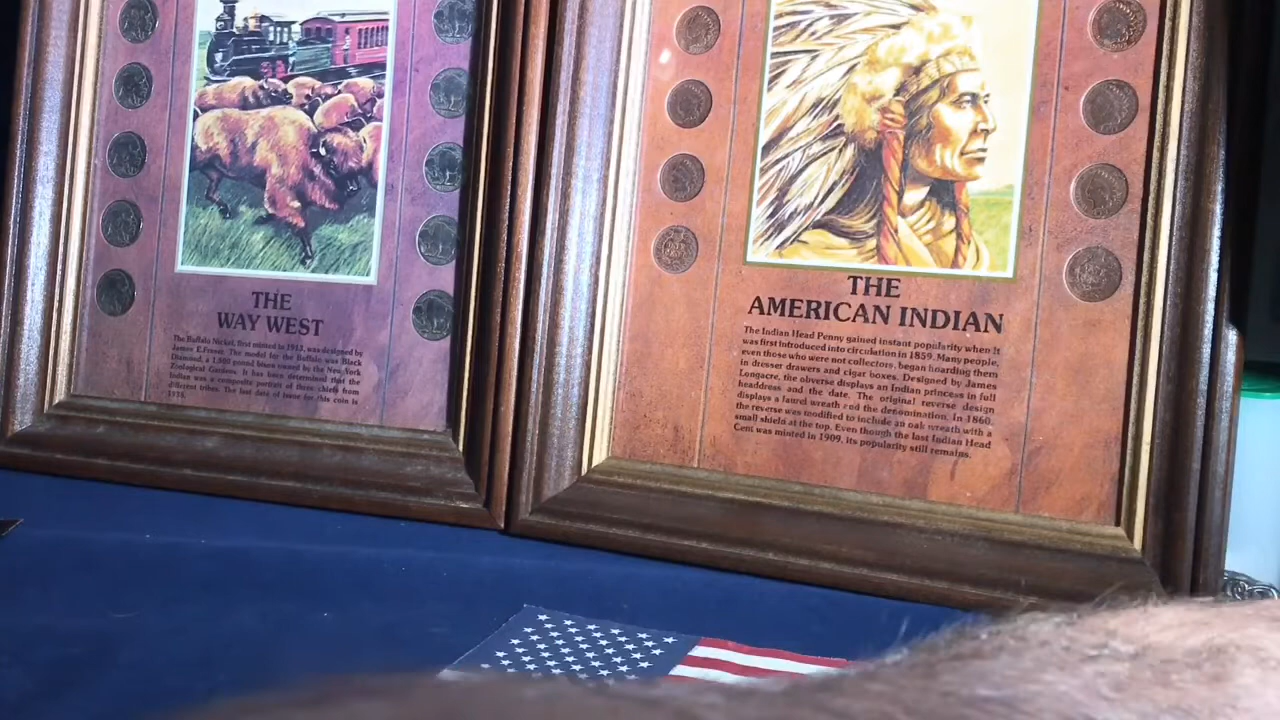 THE
WAY WEST
The Buffalo Nickel, first minted in 1913, was designed by
James E. Fraser. The model for the Buffalo was Black
Diamond, a 1,500 pound bison owned by the New York
Zoological Gardens. It has been determined that the
Indian was a composite portrait of three chiefs from
different tribes. The last date of issue for this coin is
1938.
THE
AMERICAN INDIAN
The Indian Head Penny gained instant popularity when it
was first introduced into circulation in 1859. Many people,
even those who were not collectors, began hoarding them
in dresser drawers and cigar boxes. Designed by James
Longacre, the obverse displays an Indian princess in full
headdress and the date. The original reverse design
displays a laurel wreath and the denomination. In 1860,
the reverse was modified to include an oak wreath with a
small shield at the top. Even though the last Indian Head
Cent was minted in 1909, its popularity still remains.